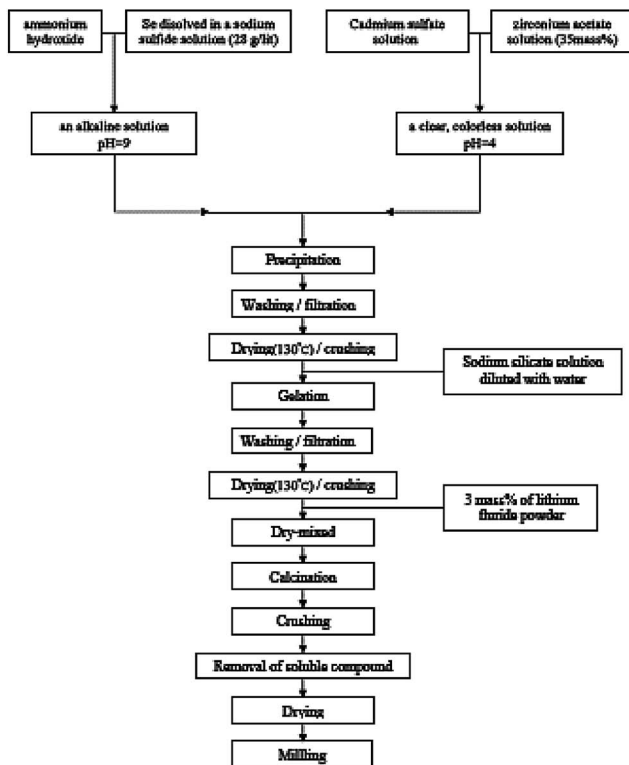 ammonium
hydroxide
Se disolved in a sodium
sulfide solution (28 g/lit)
Cadmium sulfate
solution
zirconium acetate
solution (35mass%)
an alkaline solution
pH=9
a clear, colorless solution
pH=4
Precipitation
Washing / filtration
Drying(130°C) / crushing
Sodium silicate solution
diluted with water
Gelation
Washing / filtration
Drying(130°C) / crushing
3 mass% of lithium
fluride powder
Dry-mixed
Calcination
Crushing
Removal of soluble compound
Drying
Millling